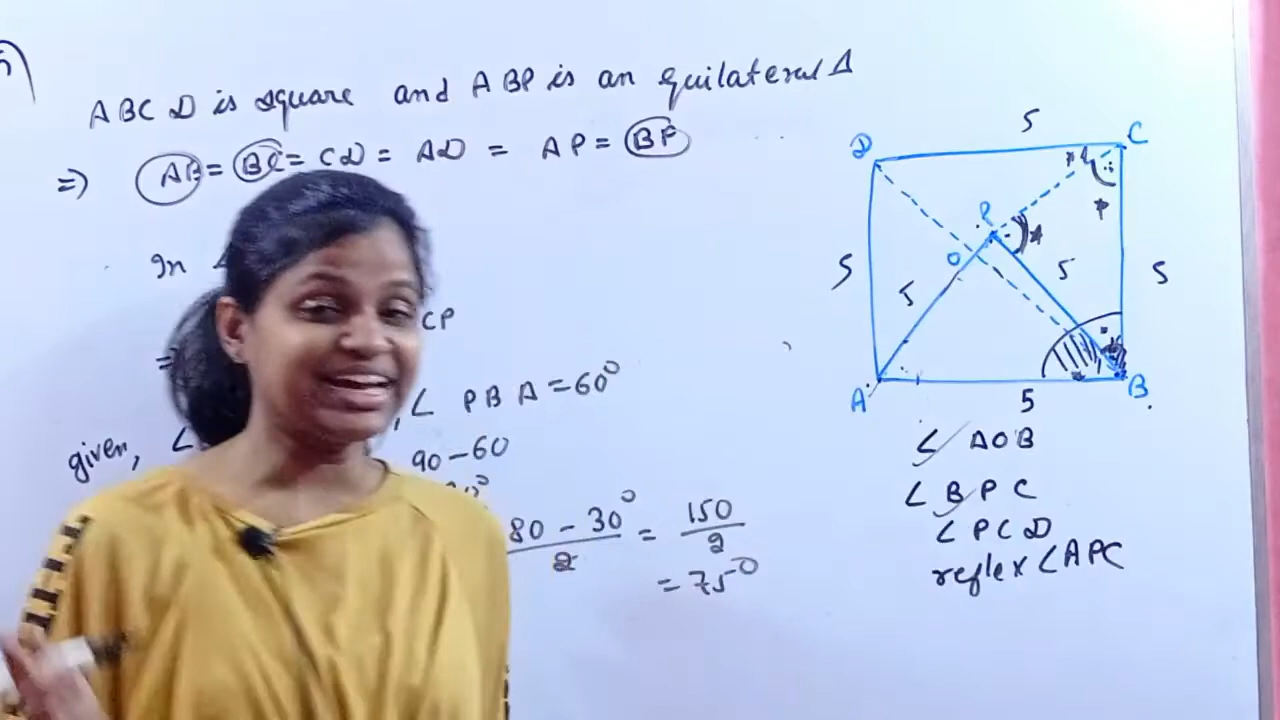 ABCD is square and ABP is an equilateral Δ
=> AB = BC = CD = AD = AP = BP
In
CP
=>
∠ PBA = 60°
given, ∠
90-60
80 - 30° / 2 = 150 / 2
= 75°
D
5
C
P
O
5
5
5
5
A
5
B
∠ AOB
∠ BPC
∠ PCD
reflex ∠APC